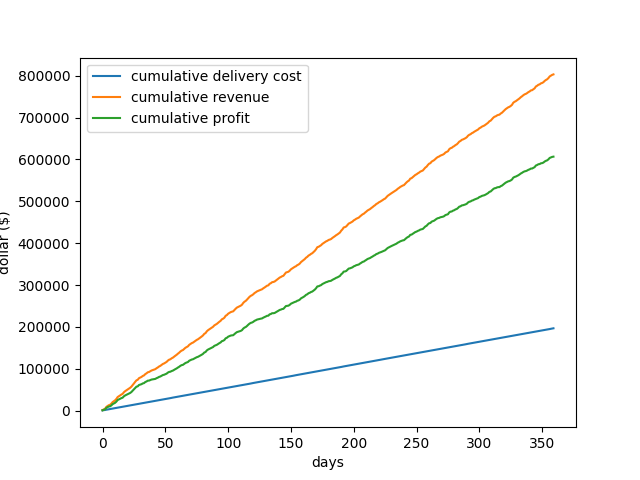 cumulative delivery cost
cumulative revenue
cumulative profit
800000
700000
600000
500000
400000
300000
200000
100000
0
dollar ($)
0 50 100 150 200 250 300 350
days